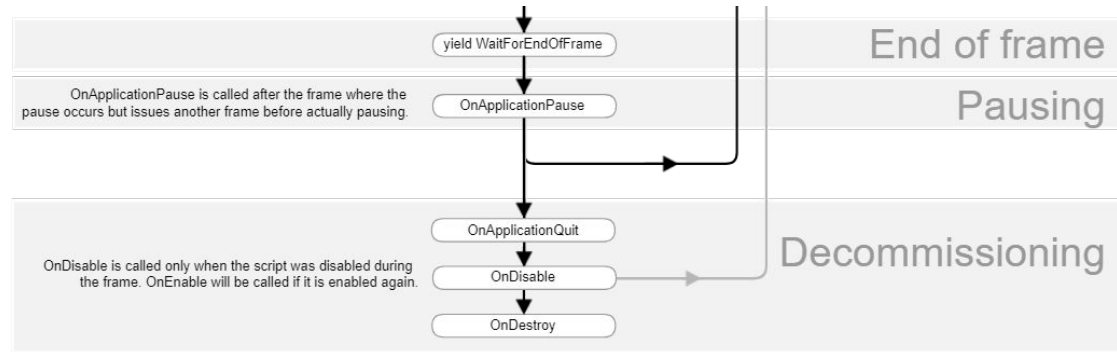 yield WaitForEndOfFrame
End of frame
OnApplicationPause is called after the frame where the
pause occurs but issues another frame before actually pausing.
OnApplicationPause
Pausing
OnApplicationQuit
Decommissioning
OnDisable is called only when the script was disabled during
the frame. OnEnable will be called if it is enabled again.
OnDisable
OnDestroy